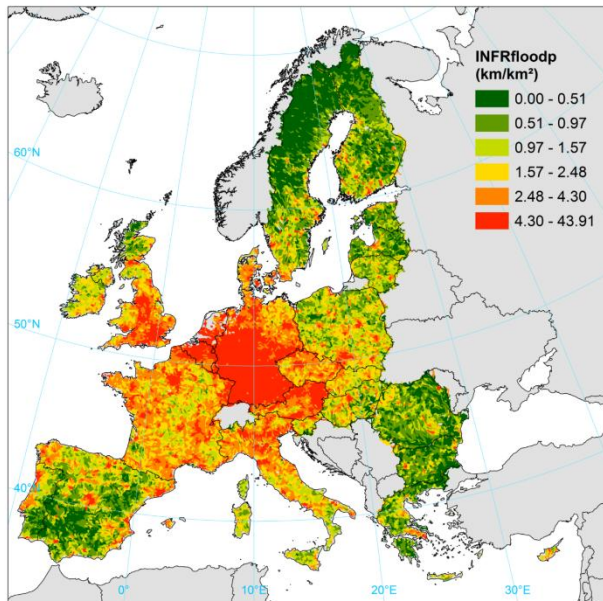 INFRfloodp
(km/km²)
0.00 - 0.51
0.51 - 0.97
0.97 - 1.57
1.57 - 2.48
2.48 - 4.30
4.30 - 43.91
60°N
50°N
40°N
0°
10°E
20°E
30°E